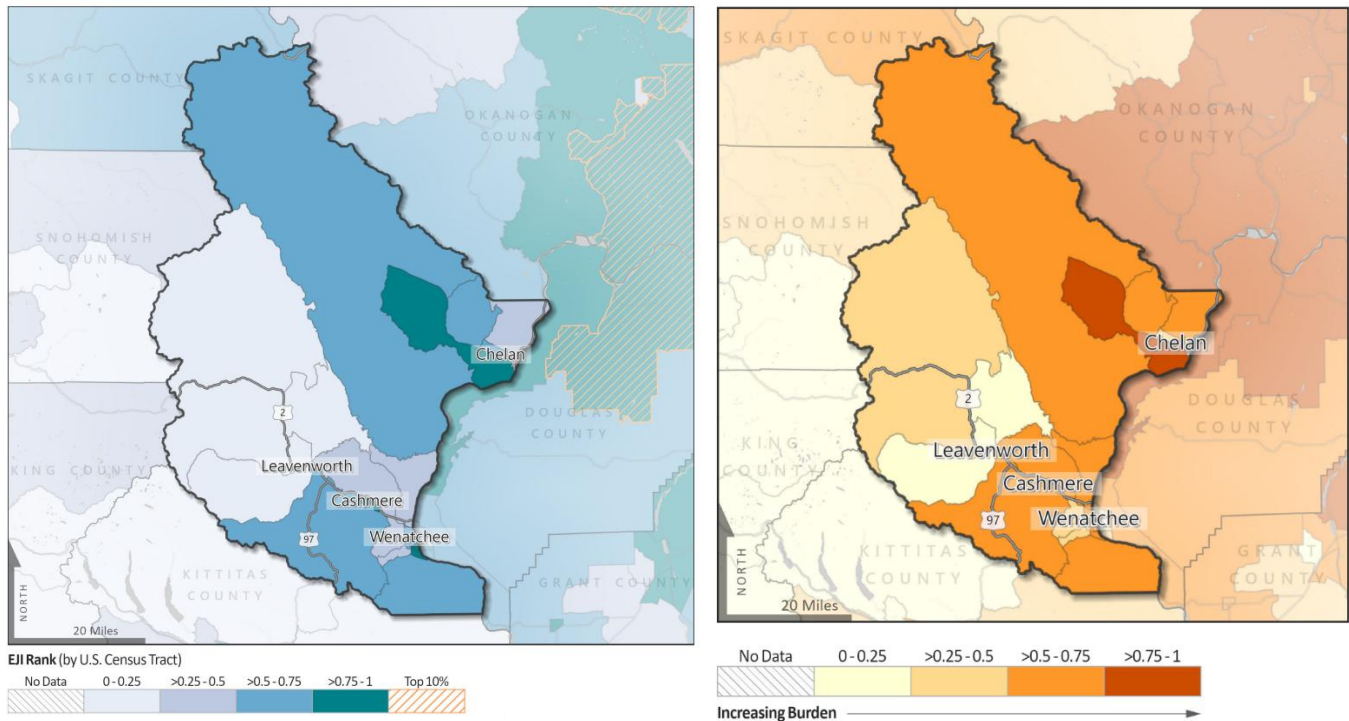 SKAGIT COUNTY
OKANOGAN
COUNTY
SNOHOMISH
COUNTY
Chelan
DOUGLAS
COUNTY
2
KING COUNTY
Leavenworth
Cashmere
Wenatchee
97
KITTITAS
COUNTY
GRANT COUNTY
NORTH
20 Miles
EJI Rank (by U.S. Census Tract)
No Data
0 - 0.25
>0.25 - 0.5
>0.5 - 0.75
>0.75 - 1
Top 10%
SKAGIT COUNTY
OKANOGAN
COUNTY
SNOHOMISH
COUNTY
Chelan
DOUGLAS
COUNTY
2
KING
COUNTY
Leavenworth
Cashmere
Wenatchee
97
KITTITAS
COUNTY
GRANT COUNTY
NORTH
20 Miles
No Data
0 - 0.25
>0.25 - 0.5
>0.5 - 0.75
>0.75 - 1
Increasing Burden